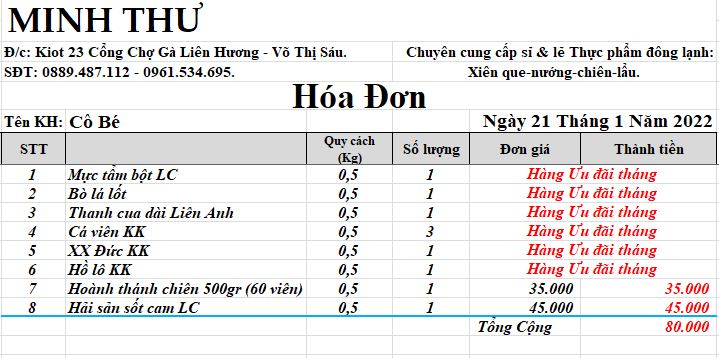 MINH THƯ
Đ/c: Kiot 23 Cổng Chợ Gà Liên Hương - Võ Thị Sáu. Chuyên cung cấp sỉ & lẻ Thực phẩm đông lạnh:
SĐT: 0889.487.112 - 0961.534.695. Xiên que-nướng-chiên-lẩu.
Hóa Đơn
Tên KH: Cô Bé Ngày 21 Tháng 1 Năm 2022
STT Quy cách (Kg) Số lượng Đơn giá Thành tiền
1 Mực tẩm bột LC 0,5 1 Hàng Ưu đãi tháng
2 Bò lá lốt 0,5 1 Hàng Ưu đãi tháng
3 Thanh cua dài Liên Anh 0,5 1 Hàng Ưu đãi tháng
4 Cá viên KK 0,5 3 Hàng Ưu đãi tháng
5 XX Đức KK 0,5 1 Hàng Ưu đãi tháng
6 Hồ lô KK 0,5 1 Hàng Ưu đãi tháng
7 Hoành thánh chiên 500gr (60 viên) 0,5 1 35.000 35.000
8 Hải sản sốt cam LC 0,5 1 45.000 45.000
Tổng Cộng 80.000